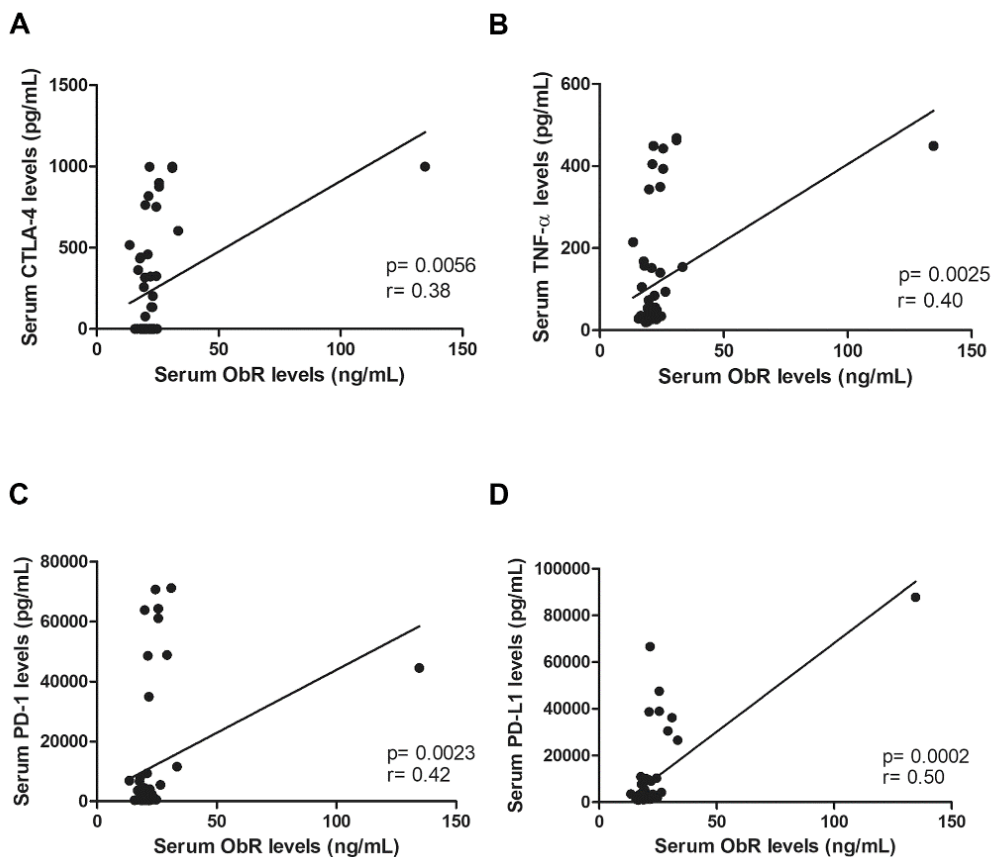 A
Serum CTLA-4 levels (pg/mL)
1500
1000
500
0
0 50 100 150
p= 0.0056
r= 0.38
Serum ObR levels (ng/mL)
B
Serum TNF-α levels (pg/mL)
600
400
200
0
0 50 100 150
p= 0.0025
r= 0.40
Serum ObR levels (ng/mL)
C
Serum PD-1 levels (pg/mL)
80000
60000
40000
20000
0
0 50 100 150
p= 0.0023
r= 0.42
Serum ObR levels (ng/mL)
D
Serum PD-L1 levels (pg/mL)
100000
80000
60000
40000
20000
0
0 50 100 150
p= 0.0002
r= 0.50
Serum ObR levels (ng/mL)